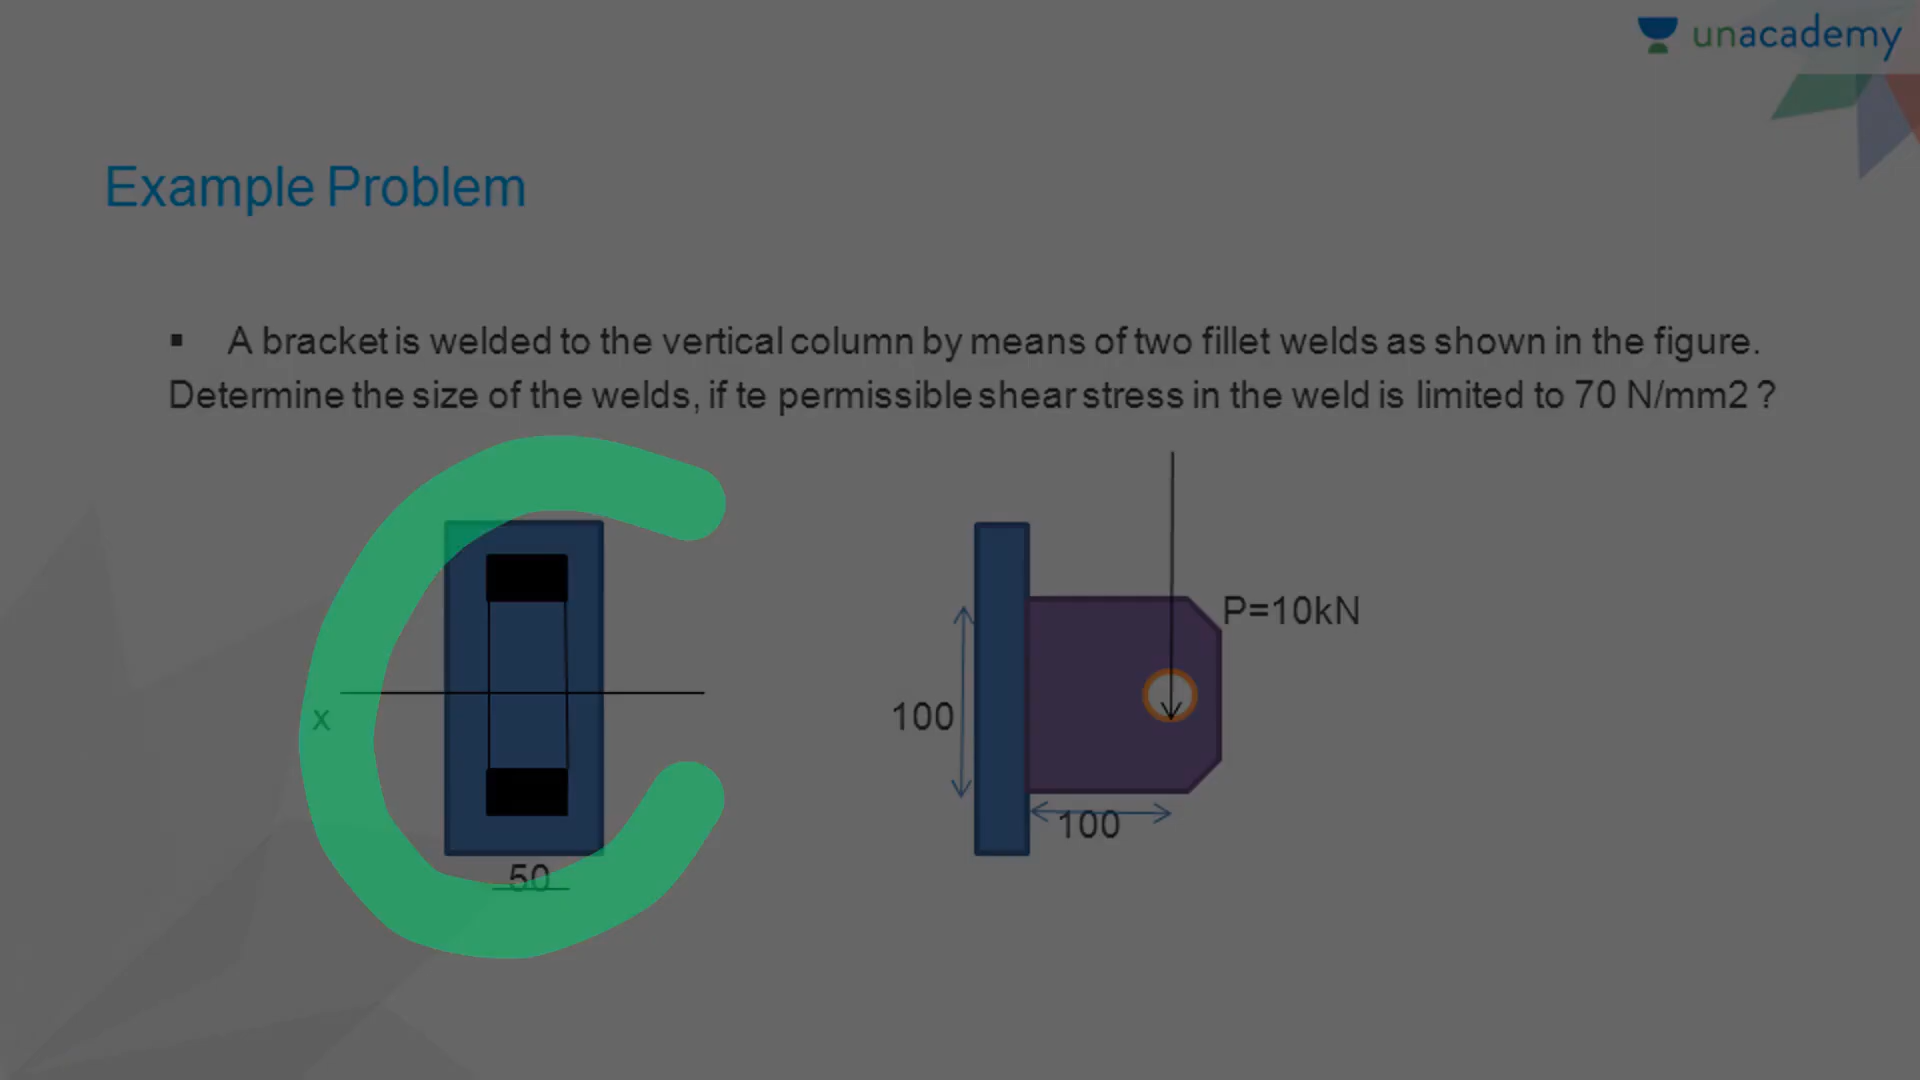 unacademy
Example Problem
▪ A bracket is welded to the vertical column by means of two fillet welds as shown in the figure.
Determine the size of the welds, if te permissible shear stress in the weld is limited to 70 N/mm2 ?
P=10kN
x
100
100
50